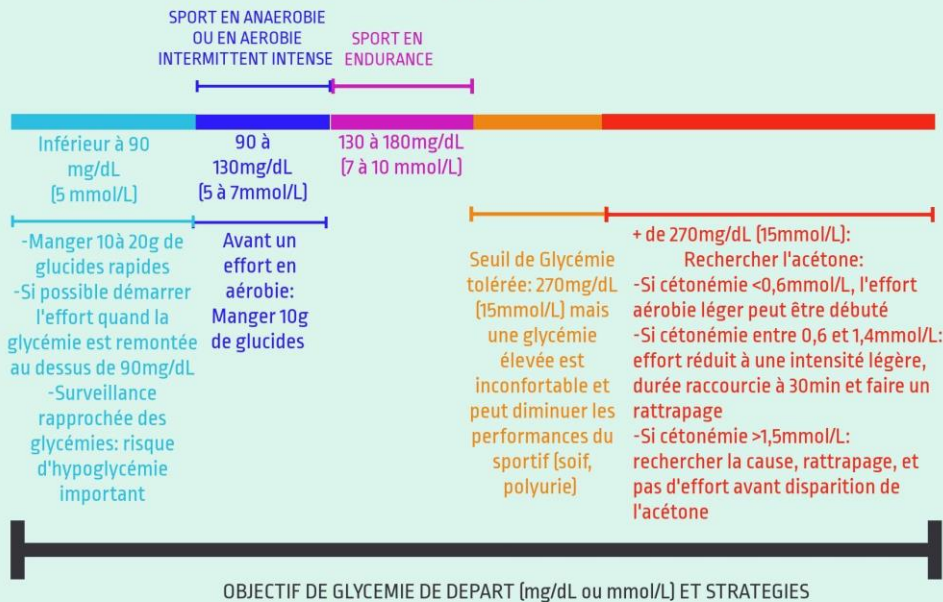 SPORT EN ANAEROBIE
OU EN AEROBIE
INTERMITTENT INTENSE
SPORT EN
ENDURANCE
Inférieur à 90
mg/dL
(5 mmol/L)
90 à
130mg/dL
(5 à 7mmol/L)
130 à 180mg/dL
(7 à 10 mmol/L)
-Manger 10à 20g de
glucides rapides
-Si possible démarrer
l'effort quand la
glycémie est remontée
au dessus de 90mg/dL
-Surveillance
rapprochée des
glycémies: risque
d'hypoglycémie
important
Avant un
effort en
aérobie:
Manger 10g
de glucides
Seuil de Glycémie
tolérée: 270mg/dL
(15mmol/L) mais
une glycémie
élevée est
inconfortable et
peut diminuer les
performances du
sportif (soif,
polyurie)
+ de 270mg/dL (15mmol/L):
Rechercher l'acétone:
-Si cétonémie <0,6mmol/L, l'effort
aérobie léger peut être débuté
-Si cétonémie entre 0,6 et 1,4mmol/L:
effort réduit à une intensité légère,
durée raccourcie à 30min et faire un
rattrapage
-Si cétonémie >1,5mmol/L:
rechercher la cause, rattrapage, et
pas d'effort avant disparition de
l'acétone
OBJECTIF DE GLYCEMIE DE DEPART (mg/dL ou mmol/L) ET STRATEGIES